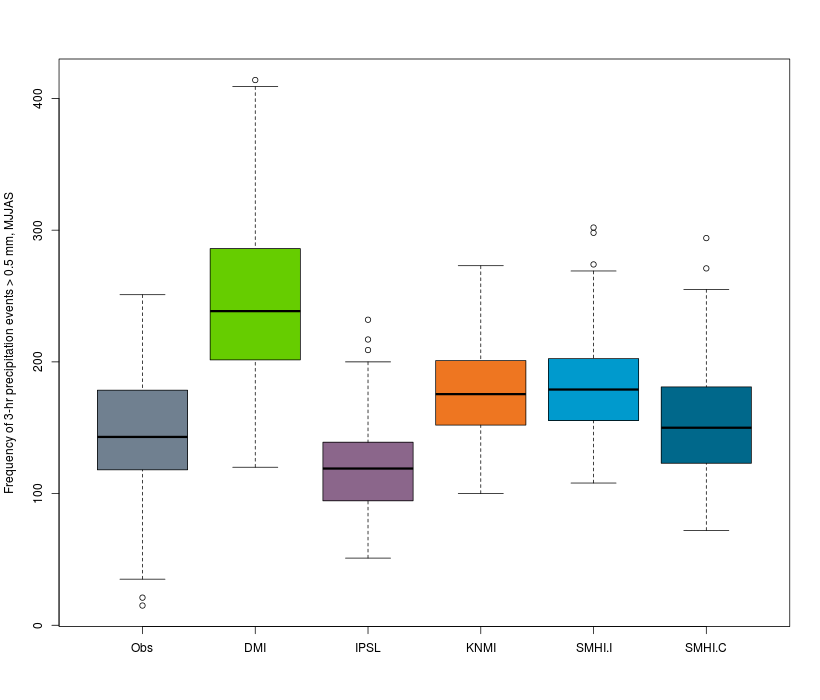 Frequency of 3-hr precipitation events > 0.5 mm, MJJAS
400
300
200
100
0
Obs DMI IPSL KNMI SMHI.I SMHI.C